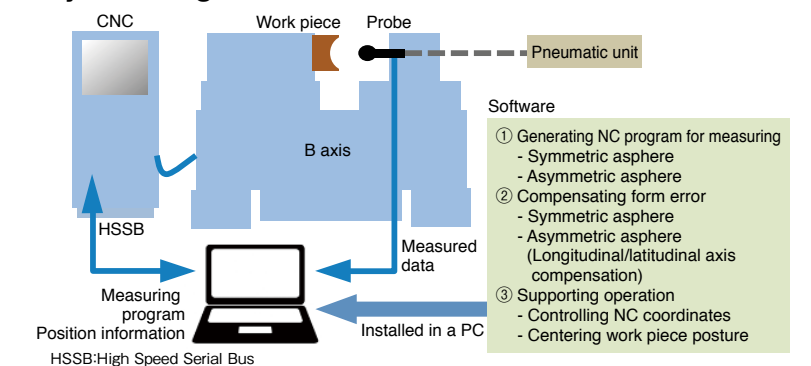 CNC
Work piece
Probe
Pneumatic unit
B axis
HSSB
Measured
data
Measuring
program
Position information
Installed in a PC
HSSB:High Speed Serial Bus
Software
① Generating NC program for measuring
- Symmetric asphere
- Asymmetric asphere
② Compensating form error
- Symmetric asphere
- Asymmetric asphere
(Longitudinal/latitudinal axis
compensation)
③ Supporting operation
- Controlling NC coordinates
- Centering work piece posture